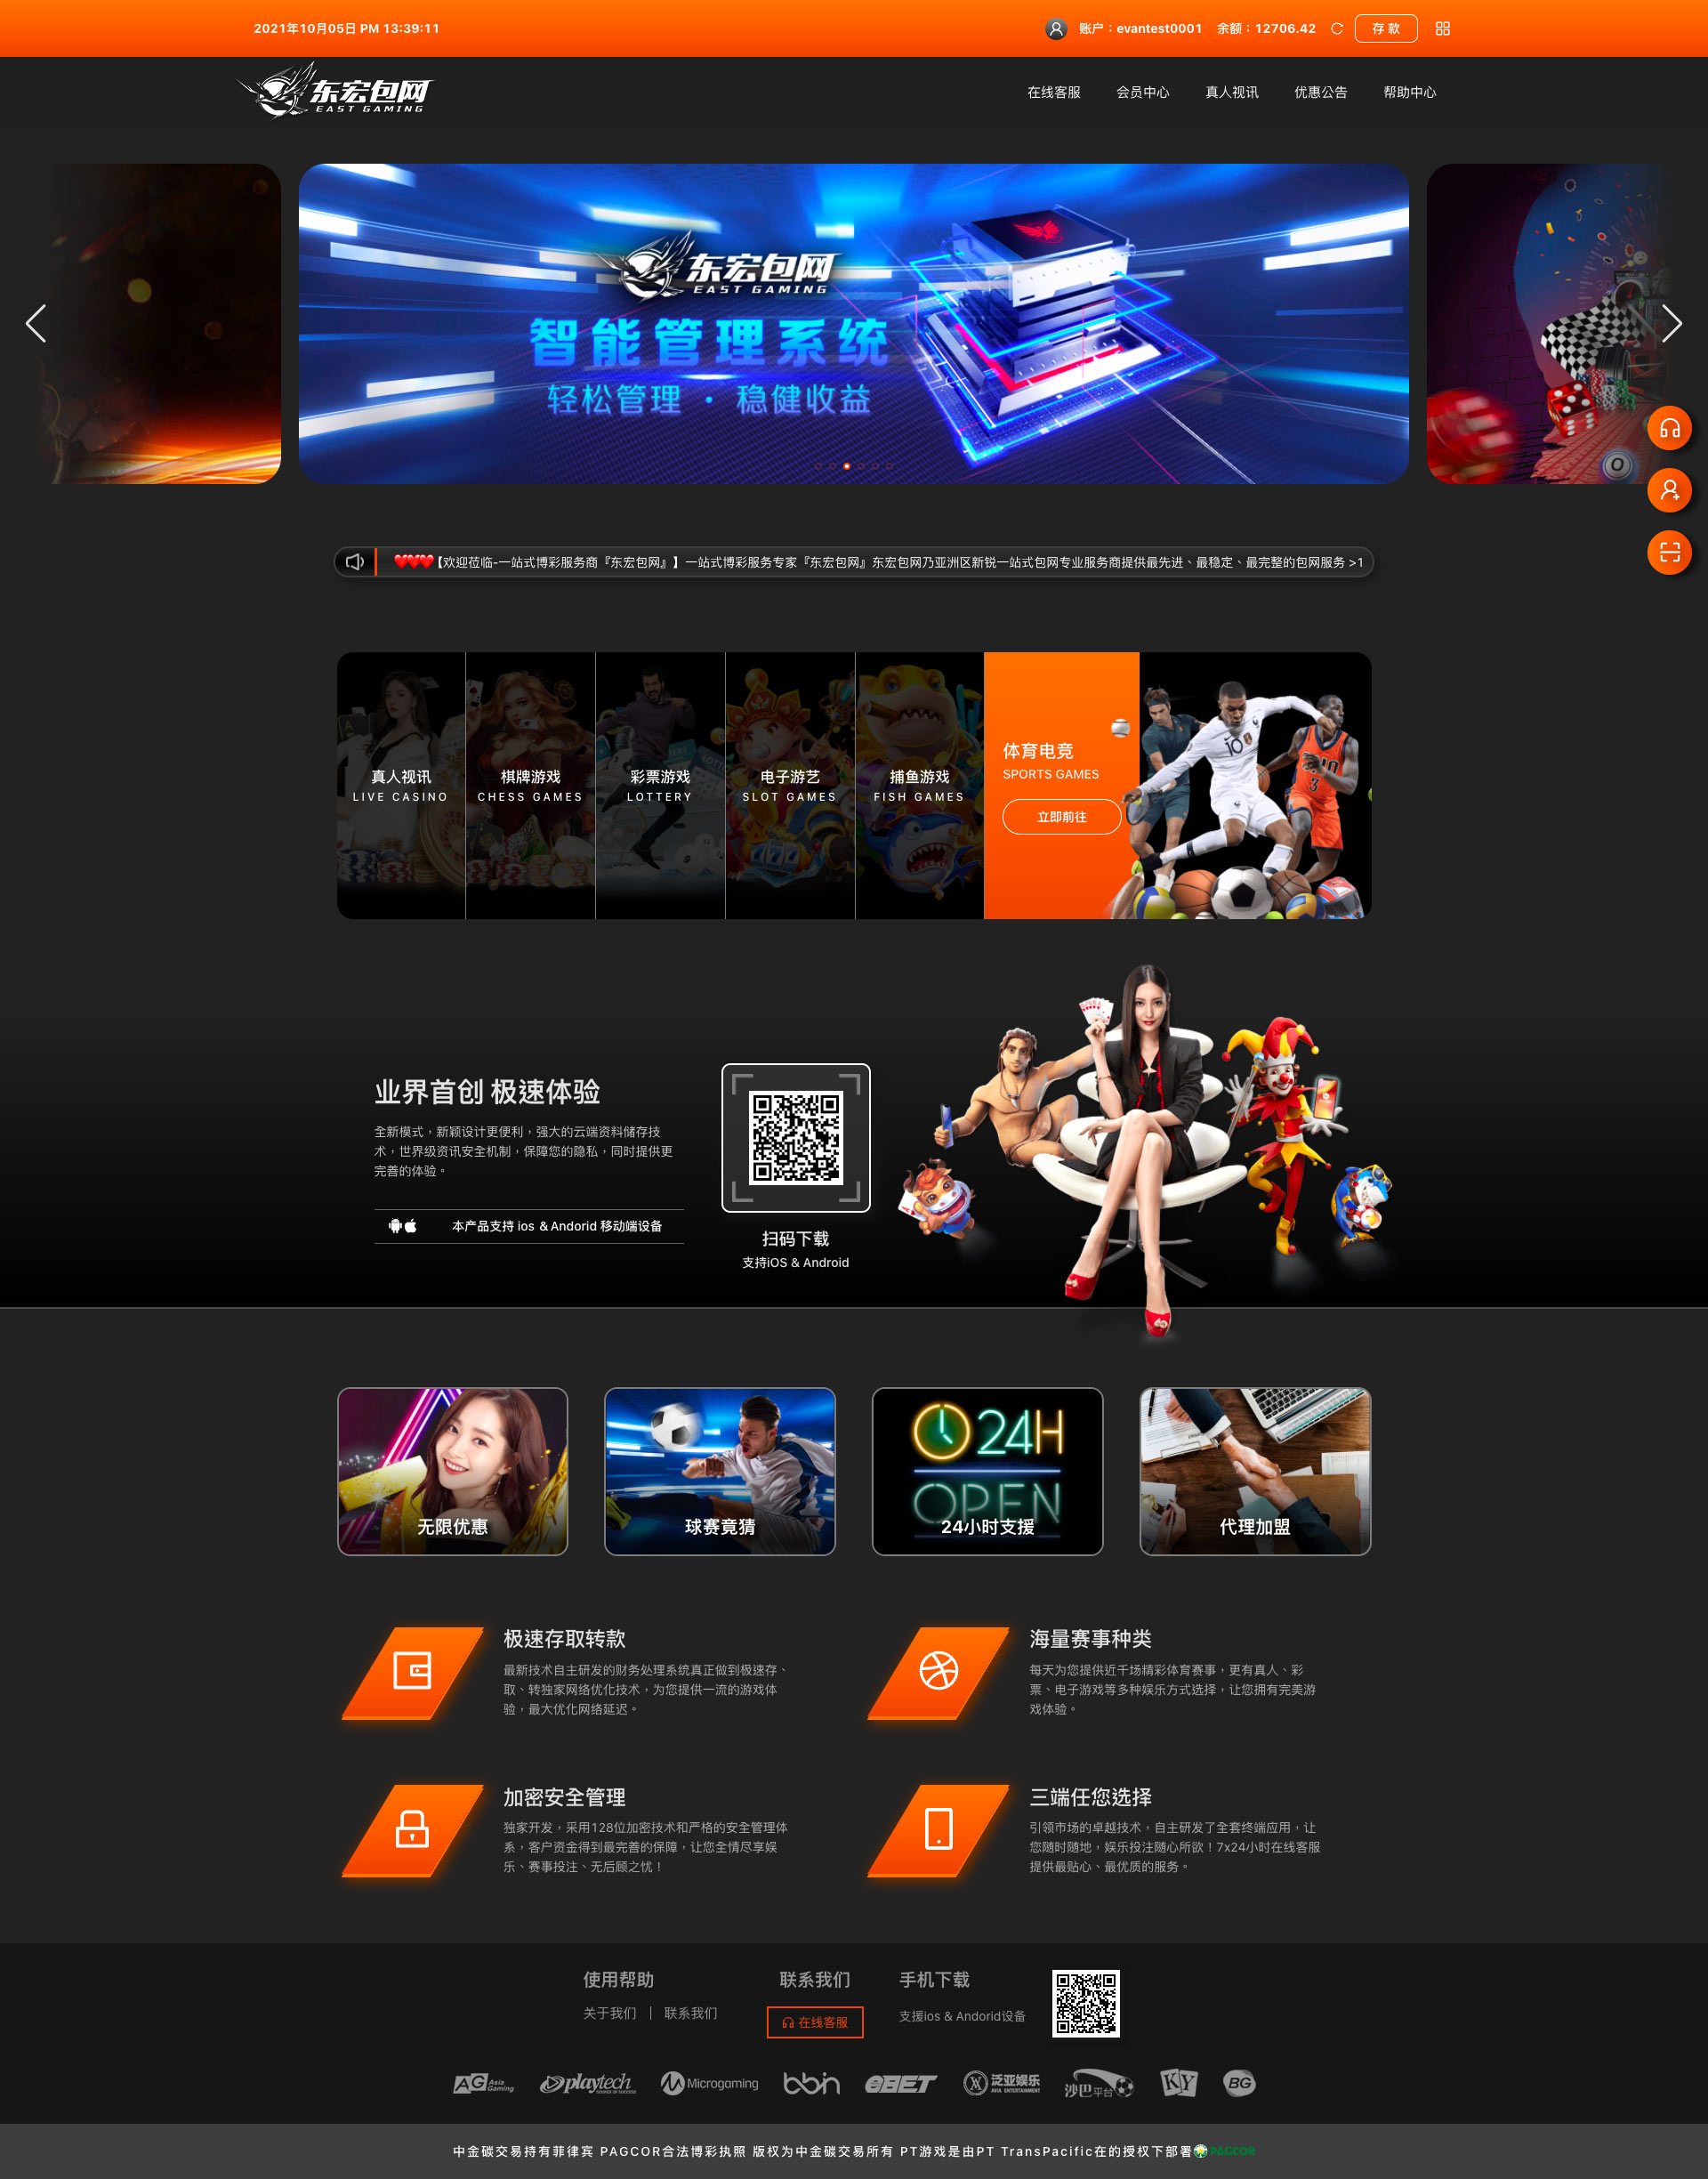 2021年10月05日 PM 13:39:11
账户：evantest0001 余额：12706.42 存 款
东宏包网
EAST GAMING
在线客服 会员中心 真人视讯 优惠公告 帮助中心
东宏包网
EAST GAMING
智能管理系统
轻松管理 · 稳健收益
【欢迎莅临-一站式博彩服务商『东宏包网』】一站式博彩服务专家『东宏包网』东宏包网乃亚洲区新锐一站式包网专业服务商提供最先进、最稳定、最完整的包网服务 >1
真人视讯
LIVE CASINO
棋牌游戏
CHESS GAMES
彩票游戏
LOTTERY
电子游艺
SLOT GAMES
捕鱼游戏
FISH GAMES
体育电竞
SPORTS GAMES
立即前往
业界首创 极速体验
全新模式，新颖设计更便利，强大的云端资料储存技
术，世界级资讯安全机制，保障您的隐私，同时提供更
完善的体验。
本产品支持 ios & Andorid 移动端设备
扫码下载
支持iOS & Android
无限优惠
球赛竟猜
24H
OPEN
24小时支援
代理加盟
极速存取转款
最新技术自主研发的财务处理系统真正做到极速存、
取、转独家网络优化技术，为您提供一流的游戏体
验，最大优化网络延迟。
海量赛事种类
每天为您提供近千场精彩体育赛事，更有真人、彩
票、电子游戏等多种娱乐方式选择，让您拥有完美游
戏体验。
加密安全管理
独家开发，采用128位加密技术和严格的安全管理体
系，客户资金得到最完善的保障，让您全情尽享娱
乐、赛事投注、无后顾之忧！
三端任您选择
引领市场的卓越技术，自主研发了全套终端应用，让
您随时随地，娱乐投注随心所欲！7x24小时在线客服
提供最贴心、最优质的服务。
使用帮助
关于我们 | 联系我们
联系我们
在线客服
手机下载
支援ios & Andorid设备
AG Asia Gaming
playtech
SOURCE OF SUCCESS
Microgaming
bbin
eBET
泛亚娱乐
AVIA ENTERTAINMENT
沙巴平台
KY
BG
中金碳交易持有菲律宾 PAGCOR合法博彩执照 版权为中金碳交易所有 PT游戏是由PT TransPacific在的授权下部署 PAGCOR